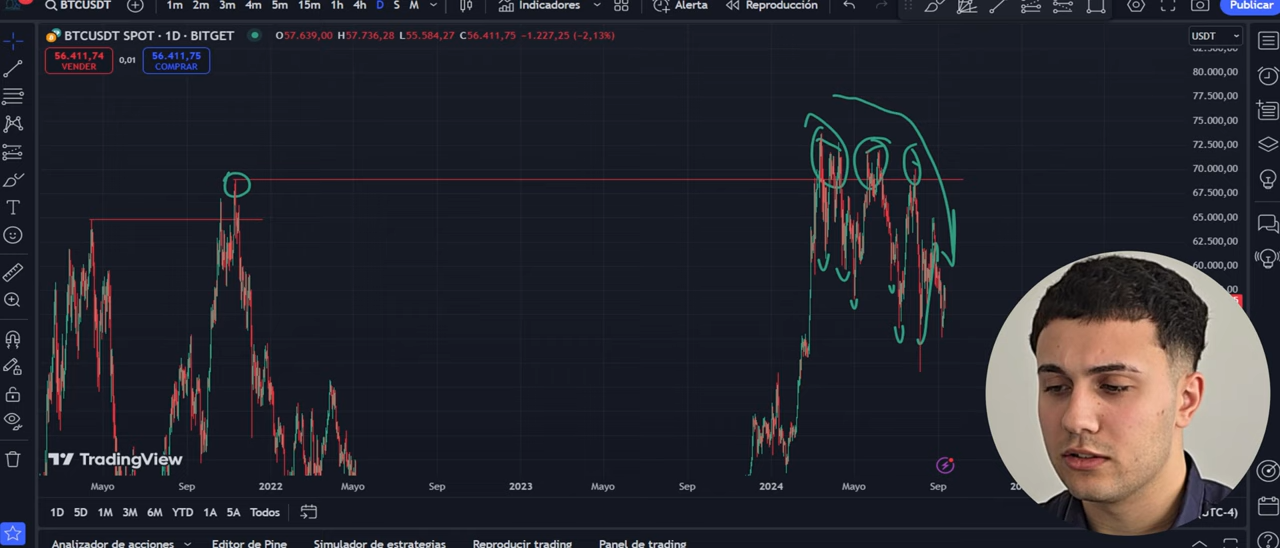 BTCUSDT
1m 2m 3m 4m 5m 15m 1h 4h D S M
Indicadores
Alerta
Reproducción
Publicar
BTCUSDT SPOT · 1D · BITGET
O57.639,00 H57.736,28 L55.584,27 C56.411,75 −1.227,25 (−2,13%)
USDT
56.411,74
VENDER
0,01
56.411,75
COMPRAR
80.000,00
77.500,00
75.000,00
72.500,00
70.000,00
67.500,00
65.000,00
62.500,00
60.000,00
TradingView
Mayo Sep 2022 Mayo Sep 2023 Mayo Sep 2024 Mayo Sep
1D 5D 1M 3M 6M YTD 1A 5A Todos
(UTC-4)
Analizador de acciones Editor de Pine Simulador de estrategias Reproducir trading Panel de trading